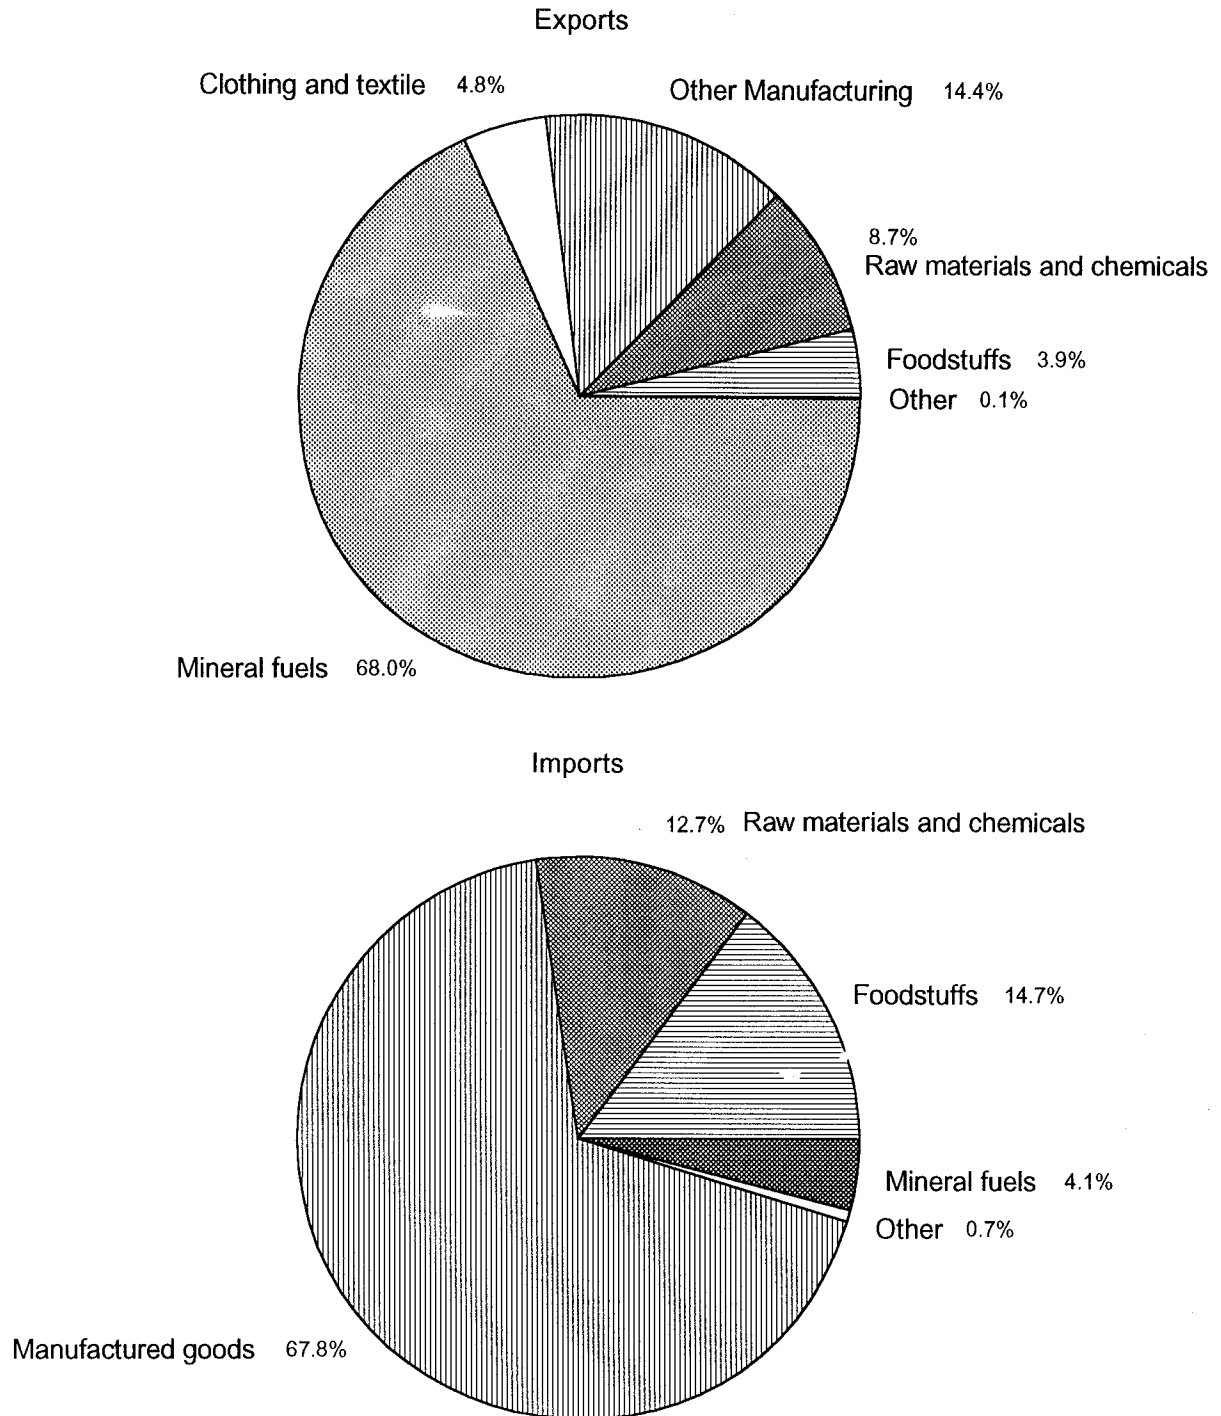 Exports
Clothing and textile 4.8%
Other Manufacturing 14.4%
8.7%
Raw materials and chemicals
Foodstuffs 3.9%
Other 0.1%
Mineral fuels 68.0%
Imports
12.7% Raw materials and chemicals
Foodstuffs 14.7%
Mineral fuels 4.1%
Other 0.7%
Manufactured goods 67.8%